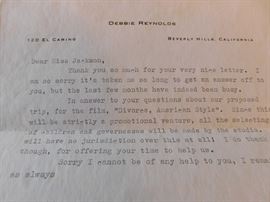 DEBBIE REYNOLDS
120 EL CAMINO BEVERLY HILLS, CALIFORNIA
Dear Miss Jackson,
Thank you so much for your very nice letter. I
am so sorry it's taken me so long to get an answer off to
you, but the last few months have indeed been busy.
In answer to your questions about our proposed
trip, for the film, "Divorce, American Style". Since this
will be strictly a promotional venture, all the selecting
of children and governesses will be made by the studio.
will have no jurisdiction over this at all! I do thank
though, for offering your time to help us.
Sorry I cannot be of any help to you, I rema
as always